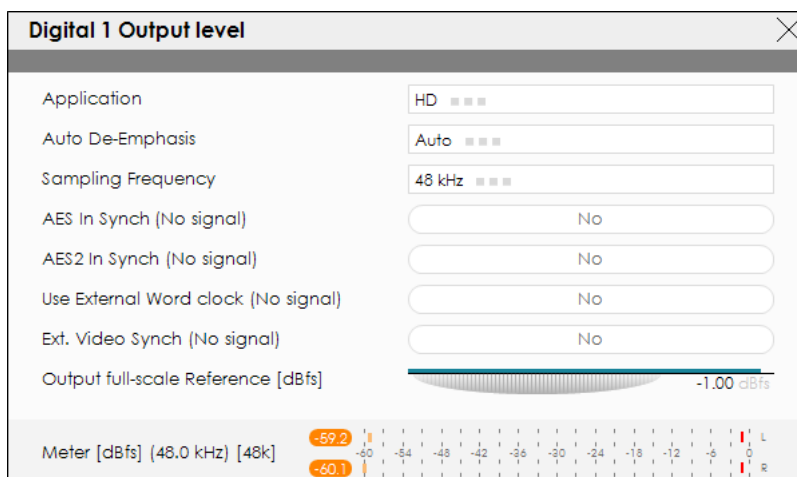 Digital 1 Output level
Application HD
Auto De-Emphasis Auto
Sampling Frequency 48 kHz
AES In Synch (No signal) No
AES2 In Synch (No signal) No
Use External Word clock (No signal) No
Ext. Video Synch (No signal) No
Output full-scale Reference [dBfs] -1.00 dBfs
-59.2 L
Meter [dBfs] (48.0 kHz) [48k] -60 -54 -48 -42 -36 -30 -24 -18 -12 -6 0
-60.1 R